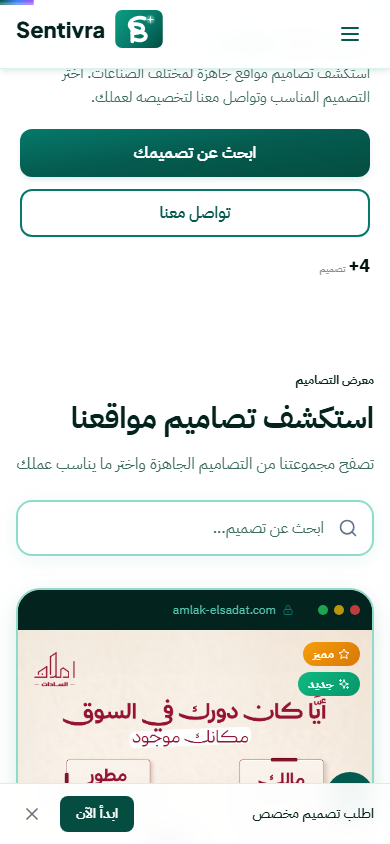 Sentivra
استكشف تصاميم مواقع جاهزة لمختلف الصناعات. اختر
التصميم المناسب وتواصل معنا لتخصيصه لعملك.
ابحث عن تصميمك
تواصل معنا
+4 تصميم
معرض التصاميم
استكشف تصاميم مواقعنا
تصفح مجموعتنا من التصاميم الجاهزة واختر ما يناسب عملك
ابحث عن تصميم...
amlak-elsadat.com
مميز
جديد
أملاك
السادات
أيًا كان دورك في السوق
مكانك موجود
مالك
مطور
اطلب تصميم مخصص
ابدأ الآن